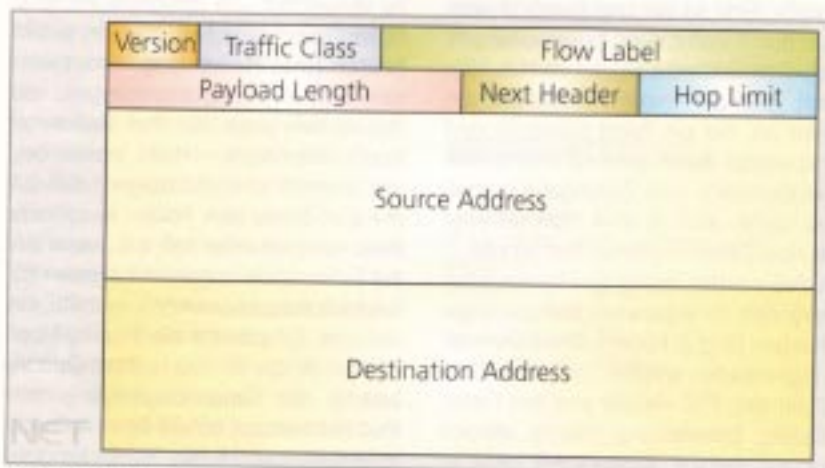 Version Traffic Class Flow Label
Payload Length Next Header Hop Limit
Source Address
Destination Address
NET